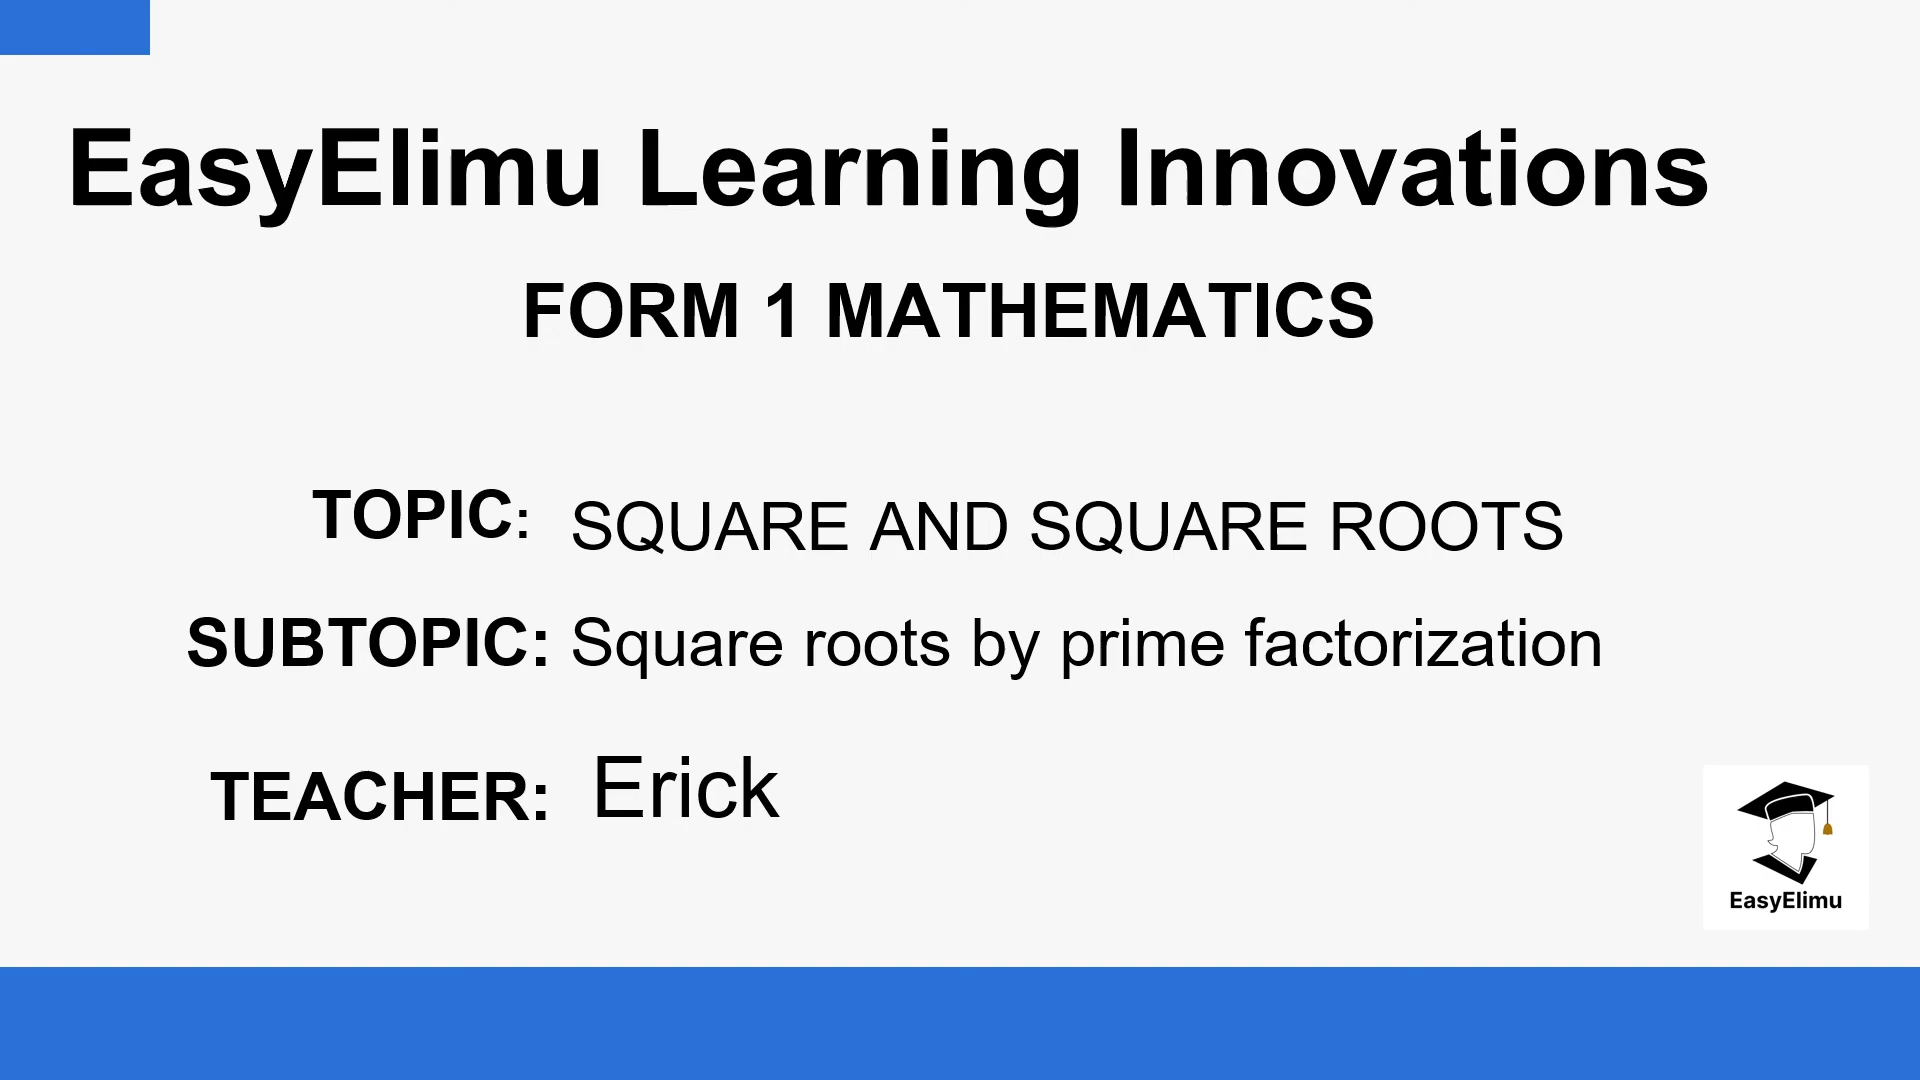 EasyElimu Learning Innovations
FORM 1 MATHEMATICS
TOPIC: SQUARE AND SQUARE ROOTS
SUBTOPIC: Square roots by prime factorization
TEACHER: Erick
EasyElimu